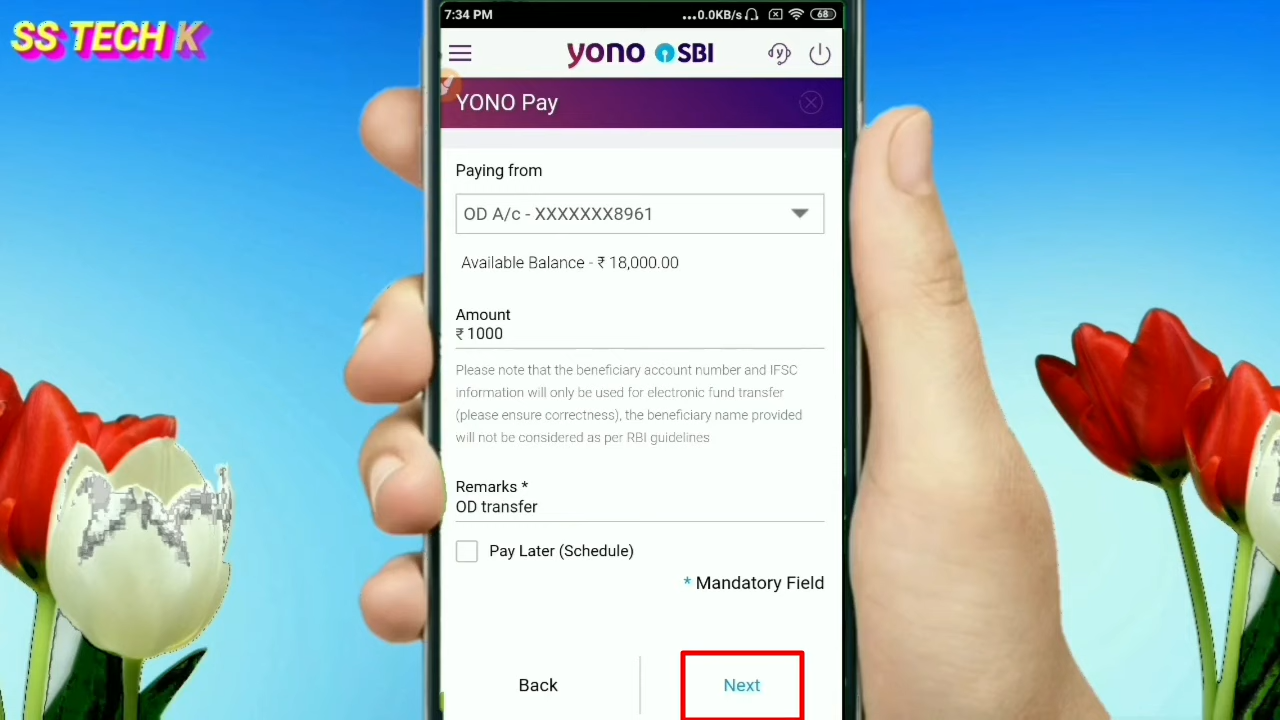 SS TECH K
7:34 PM
...0.0KB/s
68
yono SBI
y
YONO Pay
Paying from
OD A/c - XXXXXXX8961
Available Balance - ₹ 18,000.00
Amount
₹ 1000
Please note that the beneficiary account number and IFSC
information will only be used for electronic fund transfer
(please ensure correctness), the beneficiary name provided
will not be considered as per RBI guidelines
Remarks *
OD transfer
Pay Later (Schedule)
* Mandatory Field
Back
Next